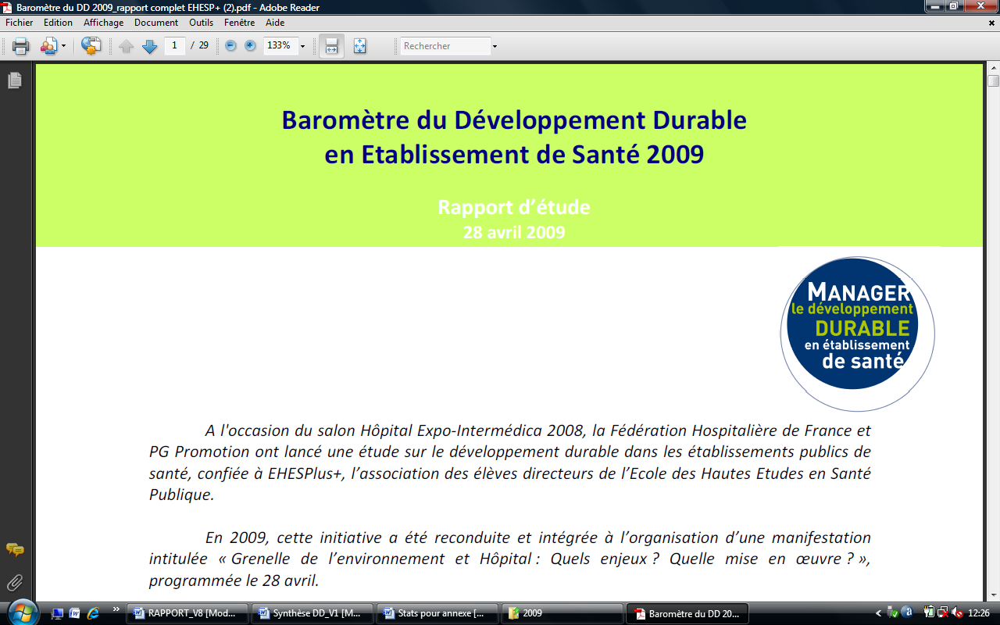 Baromètre du DD 2009_rapport complet EHESP+ (2).pdf - Adobe Reader
Fichier Edition Affichage Document Outils Fenêtre Aide
1 / 29 133% Rechercher
Baromètre du Développement Durable
en Etablissement de Santé 2009
Rapport d’étude
28 avril 2009
MANAGER
le développement
DURABLE
en établissement
de santé
A l'occasion du salon Hôpital Expo-Intermédica 2008, la Fédération Hospitalière de France et
PG Promotion ont lancé une étude sur le développement durable dans les établissements publics de
santé, confiée à EHESPlus+, l’association des élèves directeurs de l’Ecole des Hautes Etudes en Santé
Publique.
En 2009, cette initiative a été reconduite et intégrée à l’organisation d’une manifestation
intitulée « Grenelle de l’environnement et Hôpital : Quels enjeux ? Quelle mise en œuvre ? »,
programmée le 28 avril.
RAPPORT_V8 [Mod... Synthèse DD_V1 [M... Stats pour annexe [... 2009 Baromètre du DD 20... 12:26